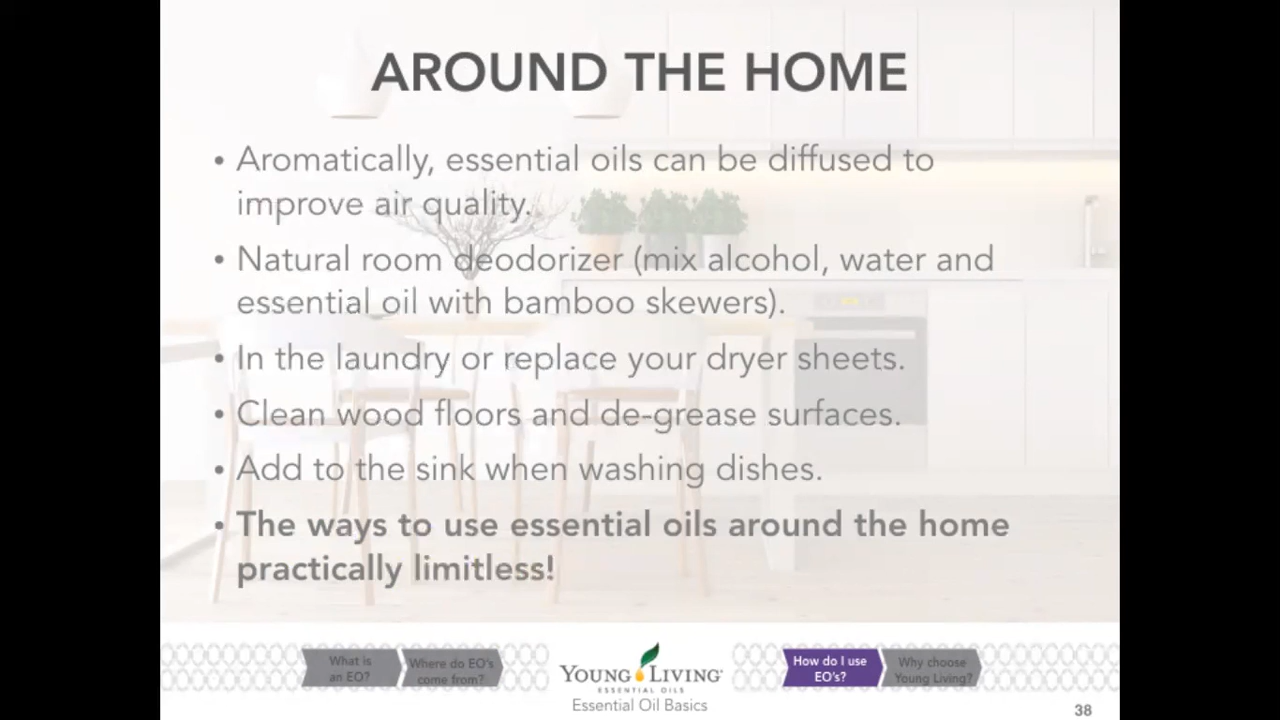 AROUND THE HOME
• Aromatically, essential oils can be diffused to
improve air quality.
• Natural room deodorizer (mix alcohol, water and
essential oil with bamboo skewers).
• In the laundry or replace your dryer sheets.
• Clean wood floors and de-grease surfaces.
• Add to the sink when washing dishes.
• The ways to use essential oils around the home
practically limitless!
What is
an EO?
Where do EO's
come from?
YOUNG LIVING
ESSENTIAL OILS
Essential Oil Basics
How do I use
EO's?
Why choose
Young Living?
38